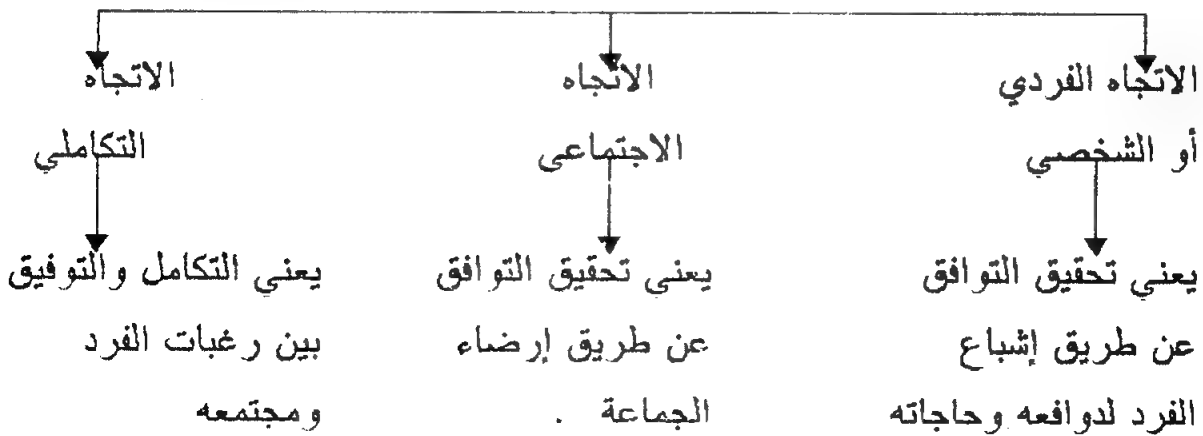 الاتجاه الفردي
أو الشخصي
يعني تحقيق التوافق
عن طريق إشباع
الفرد لدوافعه وحاجاته
الاتجاه
الاجتماعى
يعني تحقيق التوافق
عن طريق إرضاء
الجماعة .
الاتجاه
التكاملي
يعني التكامل والتوفيق
بين رغبات الفرد
ومجتمعه